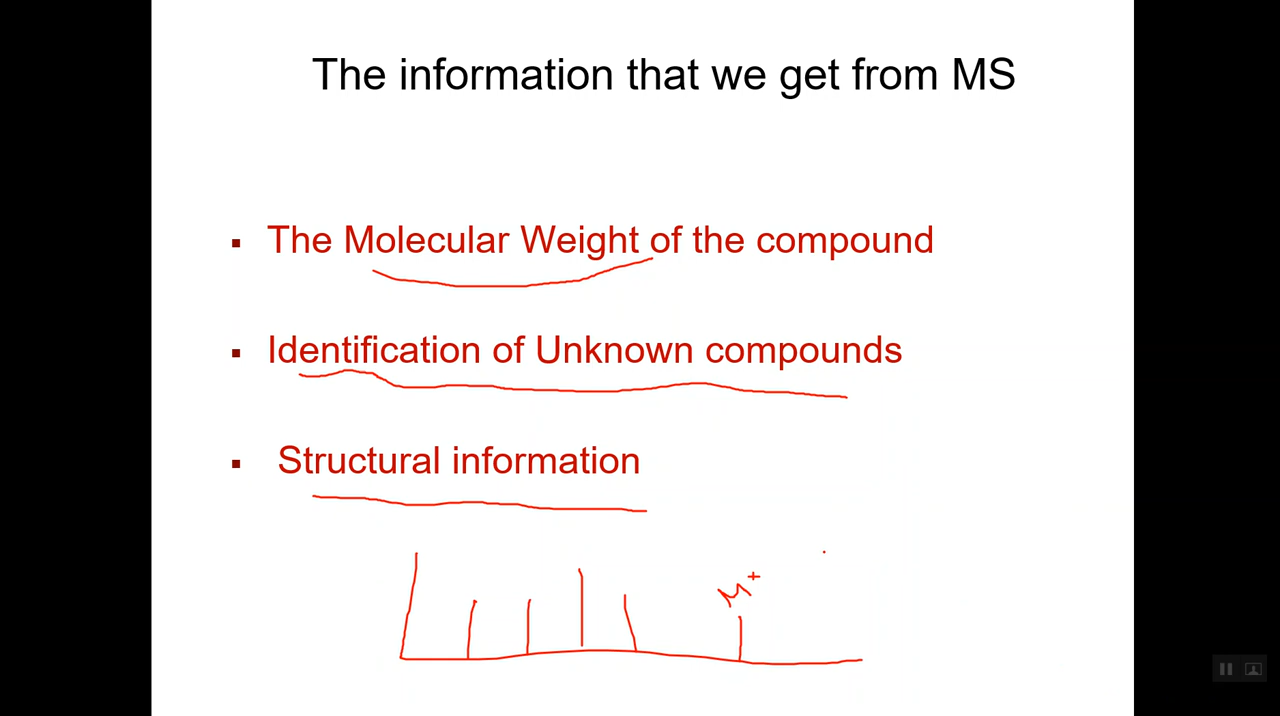 The information that we get from MS
▪ The Molecular Weight of the compound
▪ Identification of Unknown compounds
▪ Structural information
M+